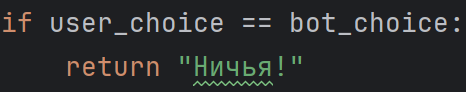 if user_choice == bot_choice:
    return "Ничья!"